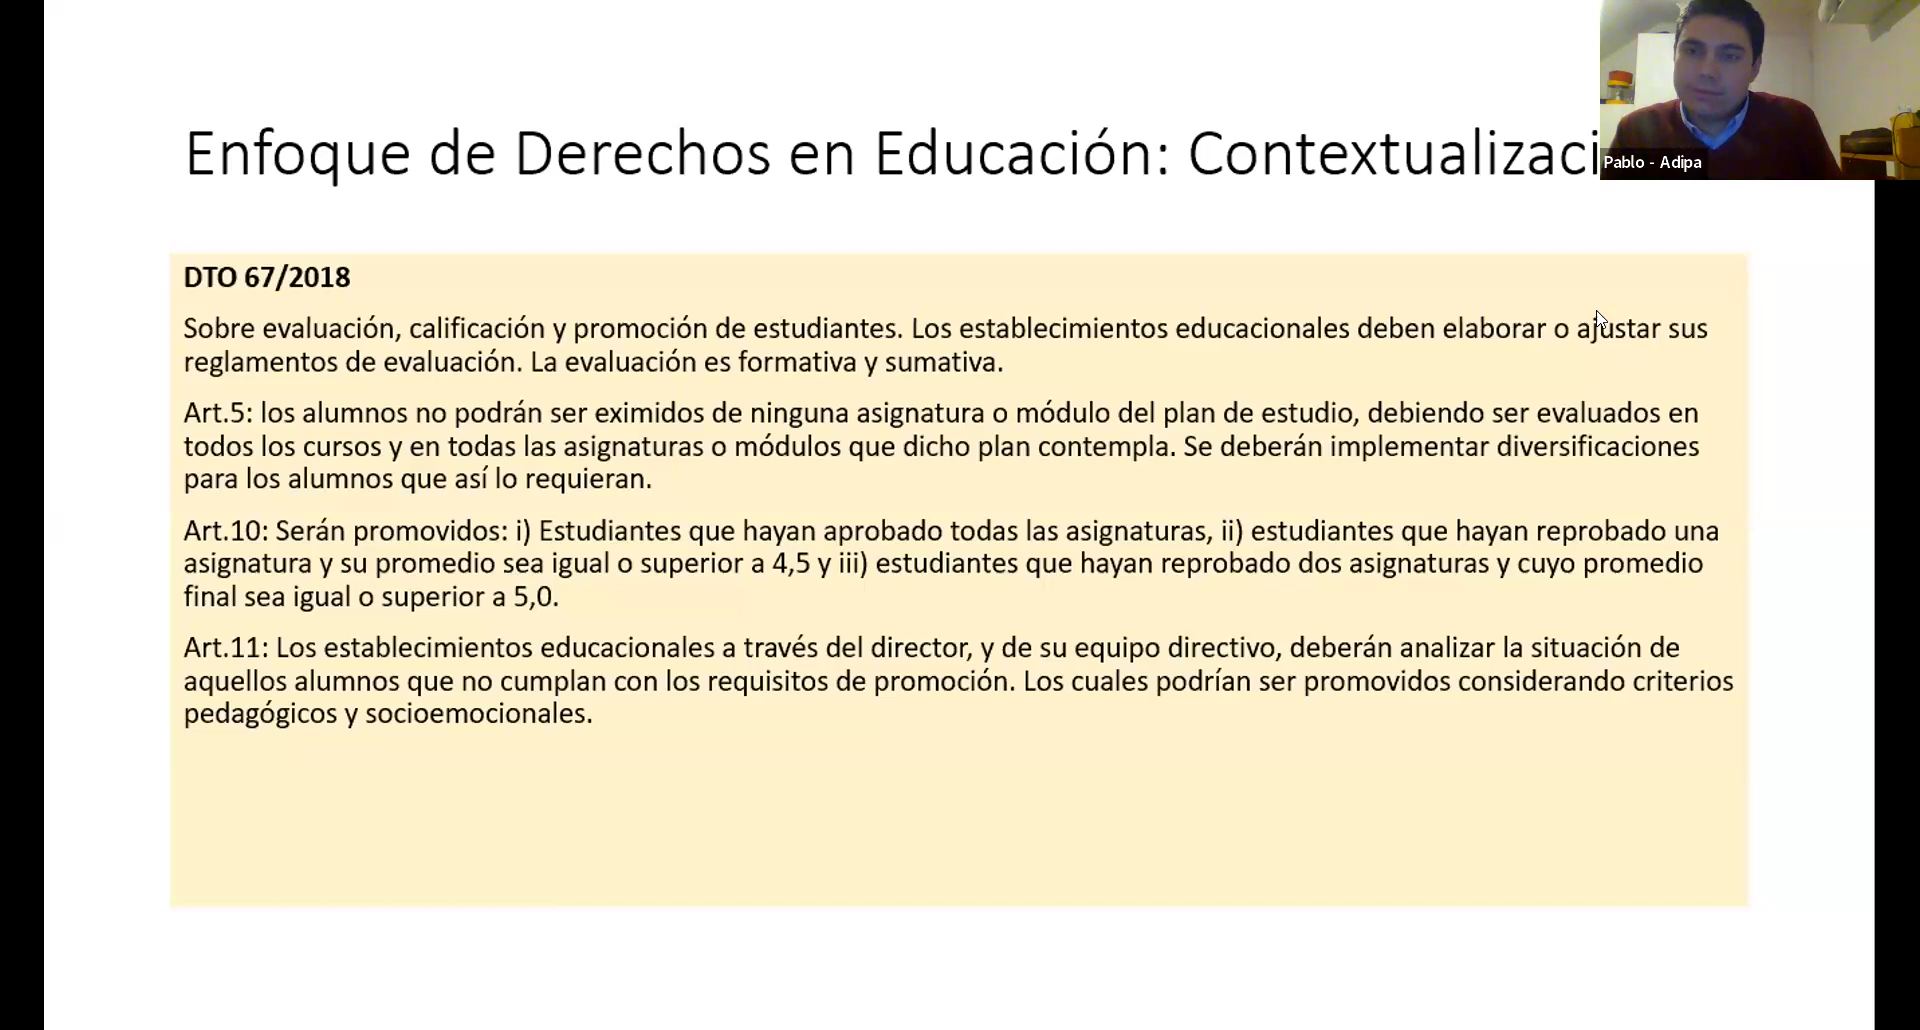 Enfoque de Derechos en Educación: Contextualizaci
Pablo - Adipa
DTO 67/2018
Sobre evaluación, calificación y promoción de estudiantes. Los establecimientos educacionales deben elaborar o ajustar sus
reglamentos de evaluación. La evaluación es formativa y sumativa.
Art.5: los alumnos no podrán ser eximidos de ninguna asignatura o módulo del plan de estudio, debiendo ser evaluados en
todos los cursos y en todas las asignaturas o módulos que dicho plan contempla. Se deberán implementar diversificaciones
para los alumnos que así lo requieran.
Art.10: Serán promovidos: i) Estudiantes que hayan aprobado todas las asignaturas, ii) estudiantes que hayan reprobado una
asignatura y su promedio sea igual o superior a 4,5 y iii) estudiantes que hayan reprobado dos asignaturas y cuyo promedio
final sea igual o superior a 5,0.
Art.11: Los establecimientos educacionales a través del director, y de su equipo directivo, deberán analizar la situación de
aquellos alumnos que no cumplan con los requisitos de promoción. Los cuales podrían ser promovidos considerando criterios
pedagógicos y socioemocionales.